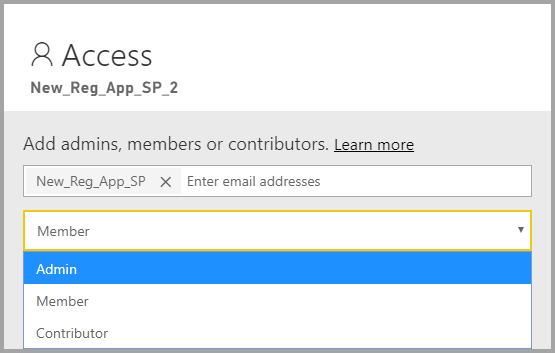 Access
New_Reg_App_SP_2
Add admins, members or contributors. Learn more
New_Reg_App_SP Enter email addresses
Member
Admin
Member
Contributor